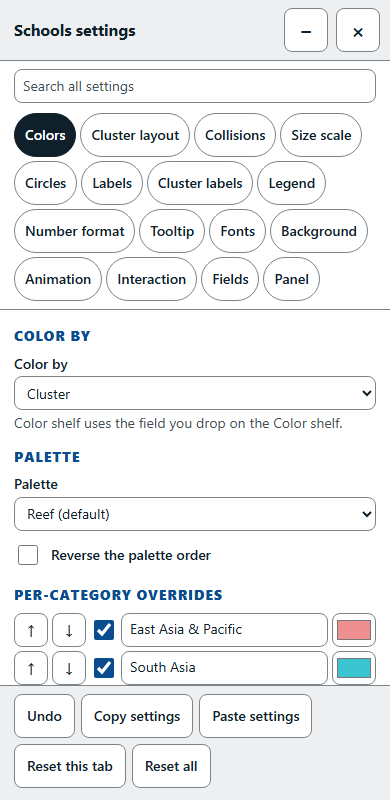 Schools settings
− ×
Search all settings
Colors Cluster layout Collisions Size scale
Circles Labels Cluster labels Legend
Number format Tooltip Fonts Background
Animation Interaction Fields Panel
COLOR BY
Color by
Cluster
Color shelf uses the field you drop on the Color shelf.
PALETTE
Palette
Reef (default)
Reverse the palette order
PER-CATEGORY OVERRIDES
↑ ↓ East Asia & Pacific
↑ ↓ South Asia
Undo Copy settings Paste settings
Reset this tab Reset all